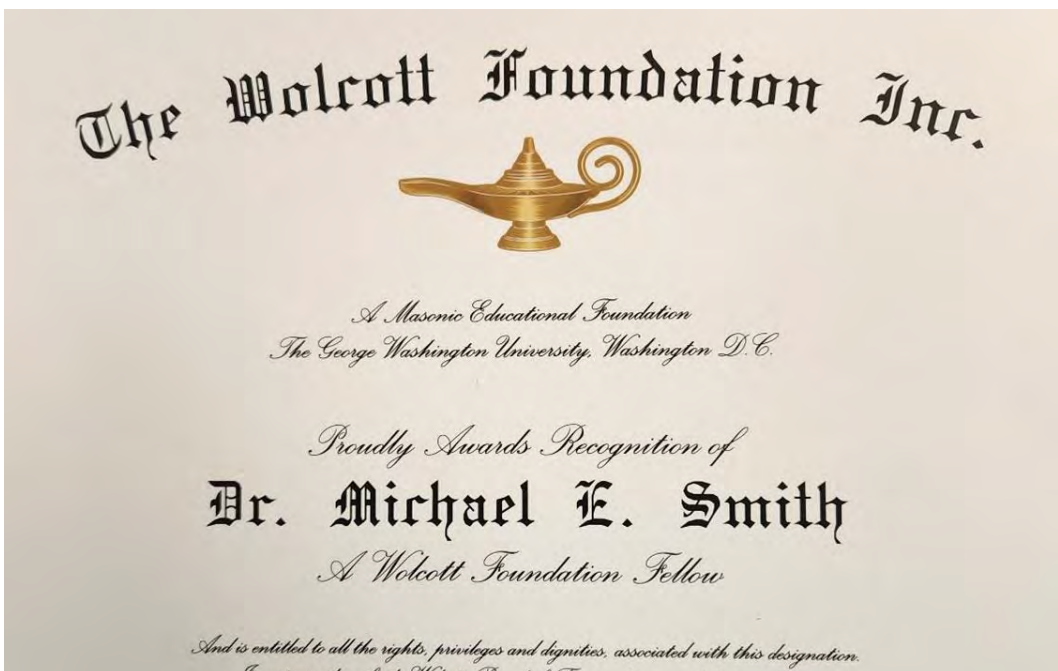 The Wolcott Foundation Inc.
A Masonic Educational Foundation
The George Washington University, Washington D.C.
Proudly Awards Recognition of
Dr. Michael E. Smith
A Wolcott Foundation Fellow
And is entitled to all the rights, privileges and dignities, associated with this designation.